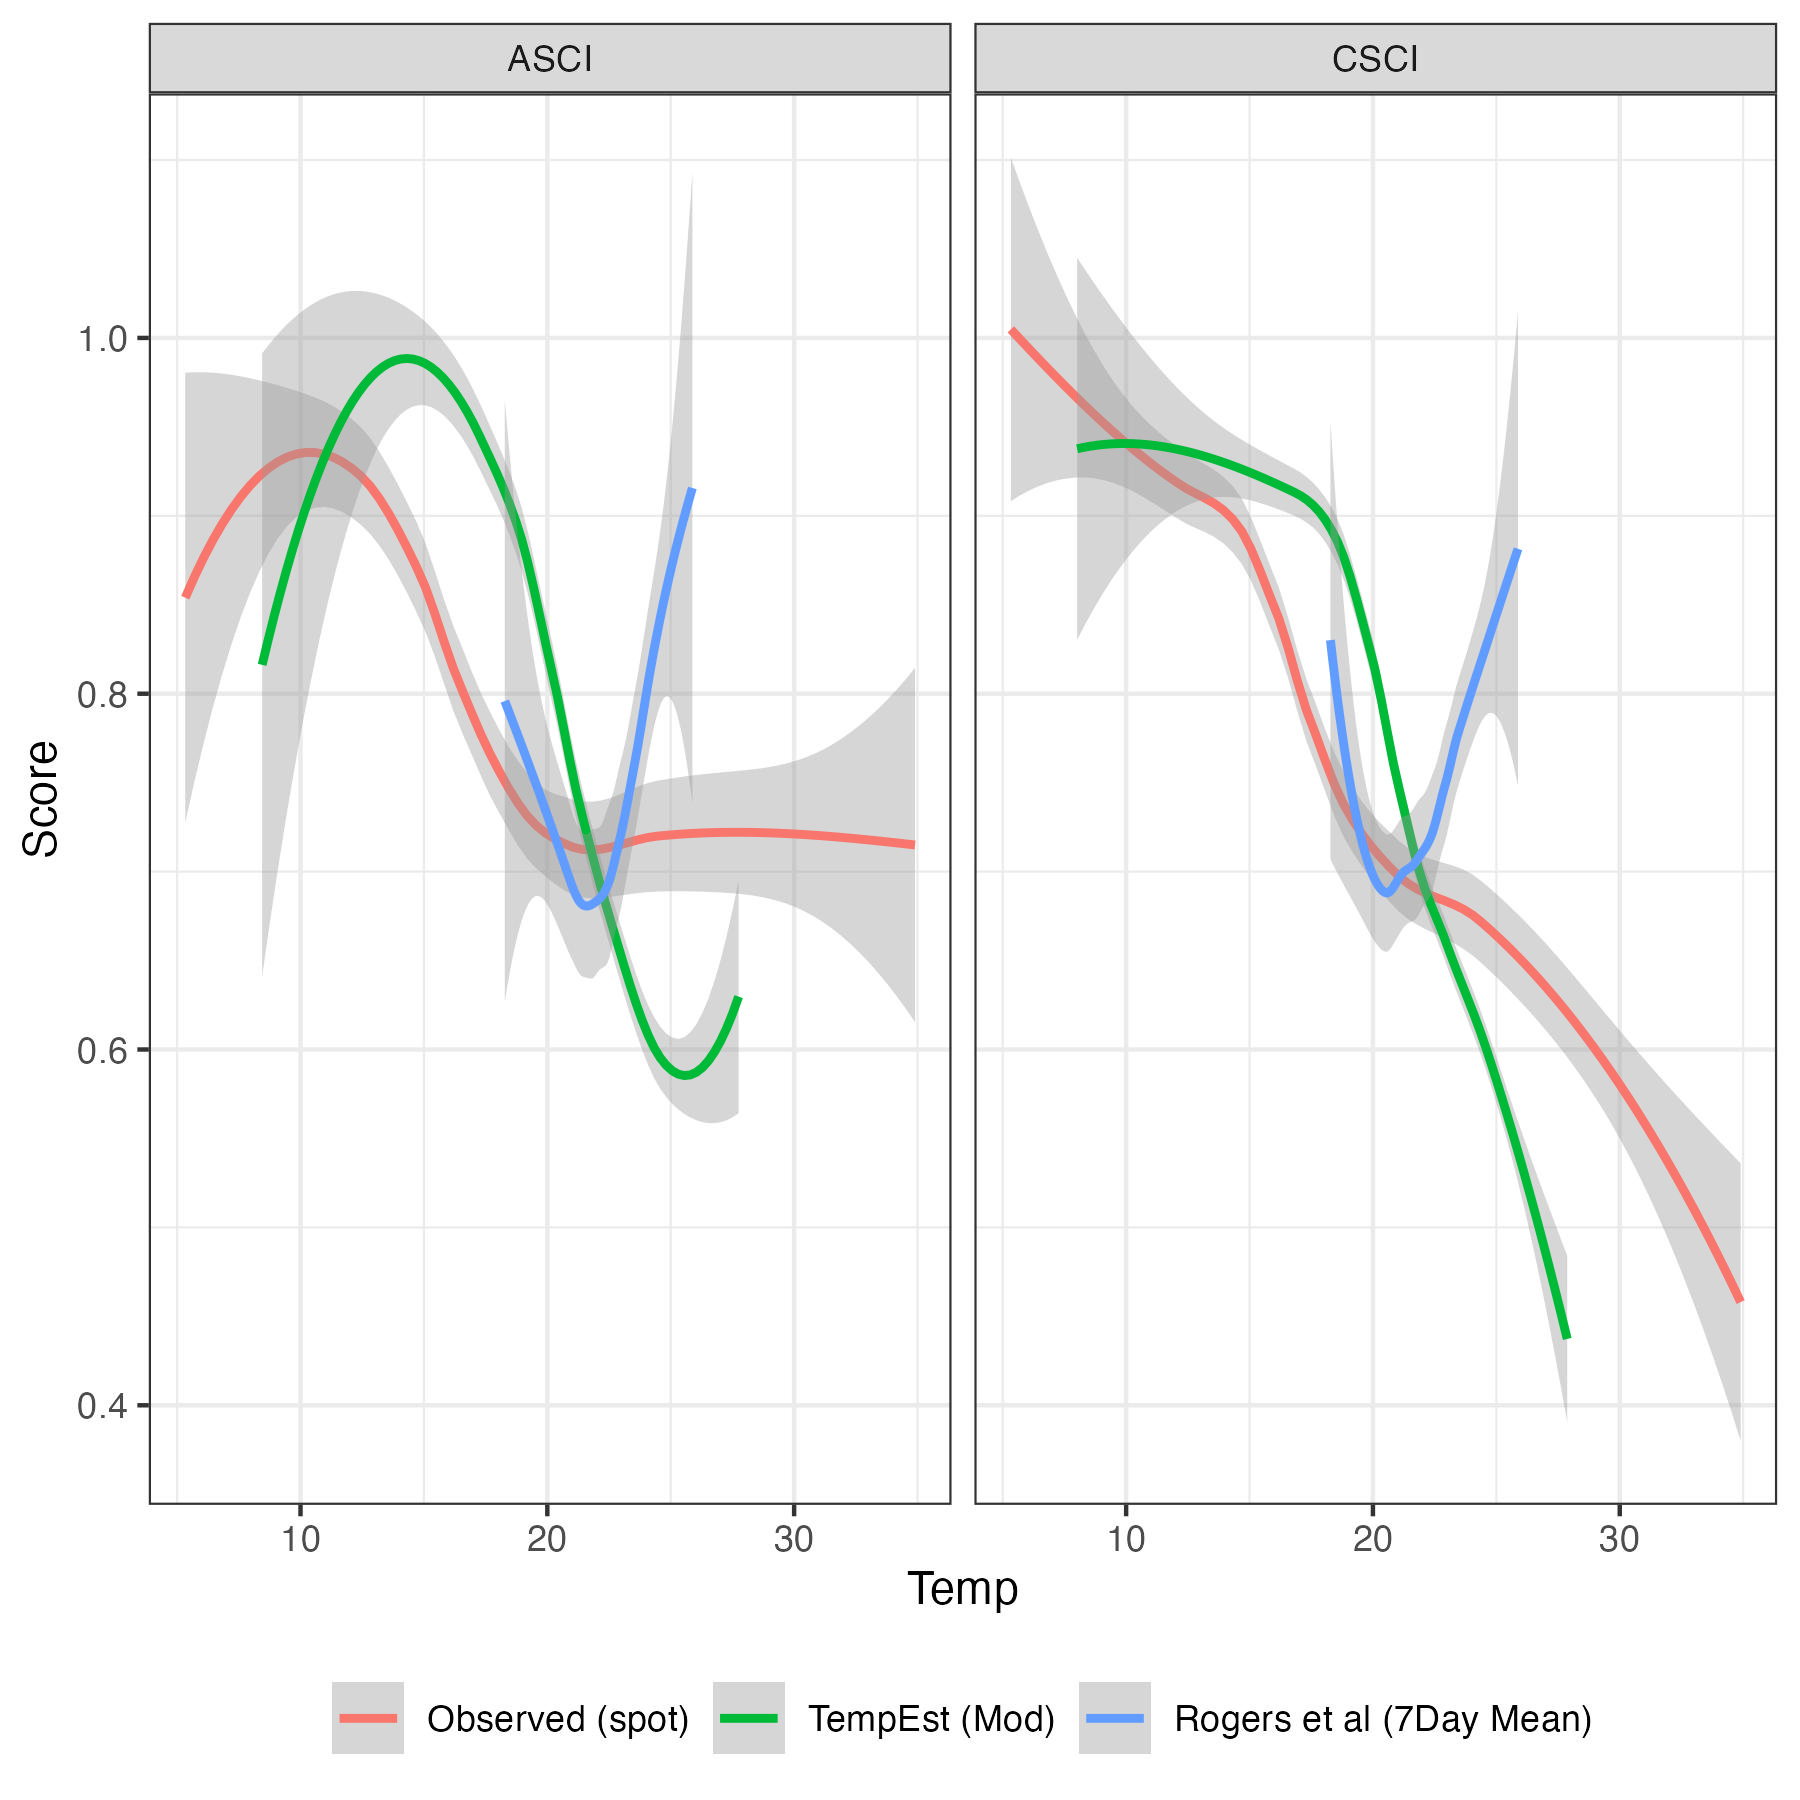 ASCI
CSCI
Score
1.0
0.8
0.6
0.4
10 20 30
10 20 30
Temp
Observed (spot) TempEst (Mod) Rogers et al (7Day Mean)